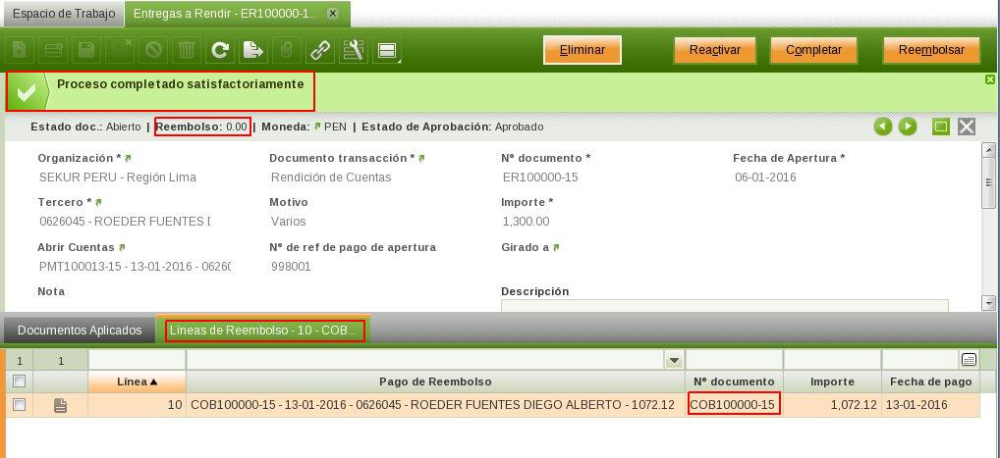 Espacio de Trabajo Entregas a Rendir - ER100000-1...
Eliminar Reactivar Completar Reembolsar
Proceso completado satisfactoriamente
Estado doc.: Abierto | Reembolso: 0.00 | Moneda: PEN | Estado de Aprobación: Aprobado
Organización * Documento transacción * Nº documento * Fecha de Apertura *
SEKUR PERU - Región Lima Rendición de Cuentas ER100000-15 06-01-2016
Tercero * Motivo Importe *
0626045 - ROEDER FUENTES D Varios 1,300.00
Abrir Cuentas Nº de ref de pago de apertura Girado a
PMT100013-15 - 13-01-2016 - 06260 998001
Nota Descripción
Documentos Aplicados Líneas de Reembolso - 10 - COB...
1 1
Línea Pago de Reembolso Nº documento Importe Fecha de pago
10 COB100000-15 - 13-01-2016 - 0626045 - ROEDER FUENTES DIEGO ALBERTO - 1072.12 COB100000-15 1,072.12 13-01-2016